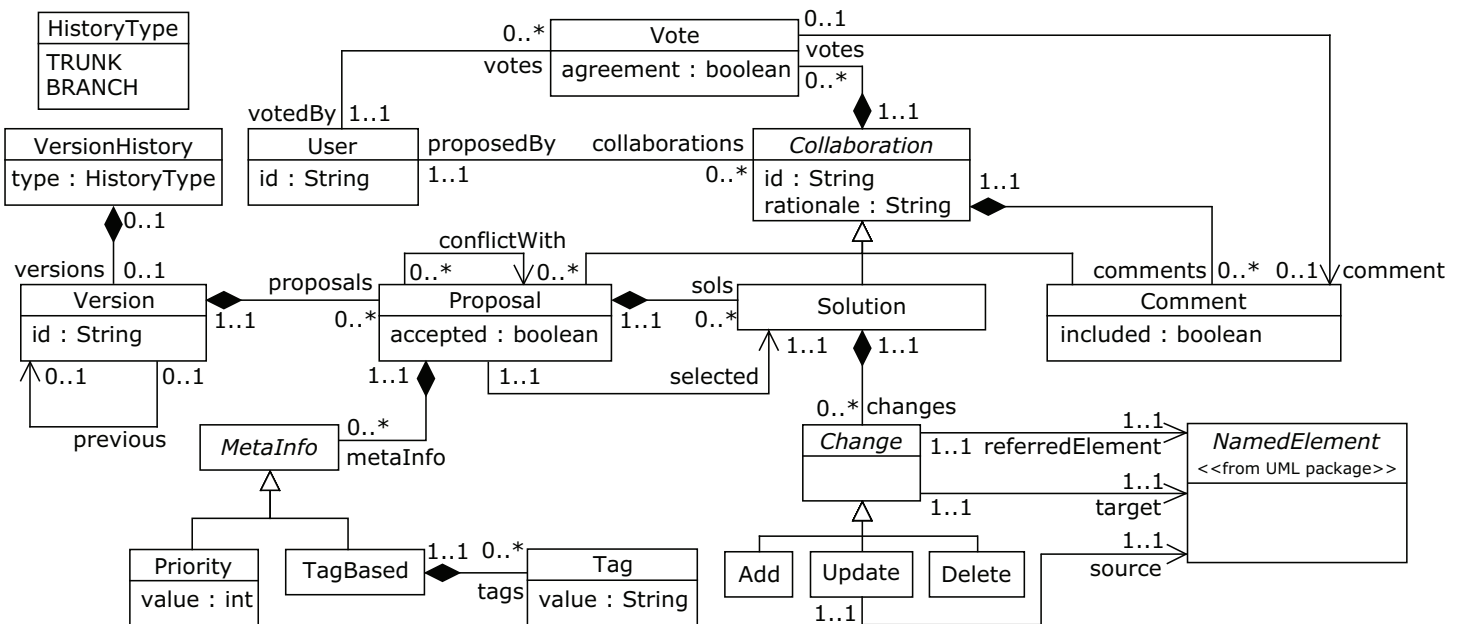 HistoryType
TRUNK
BRANCH
0..*
votes
Vote
agreement : boolean
0..1
votes
0..*
votedBy
1..1
1..1
VersionHistory
type : HistoryType
User
id : String
proposedBy
1..1
collaborations
0..*
Collaboration
id : String
rationale : String
1..1
0..1
versions
0..1
conflictWith
0..*
0..*
comments
0..*
0..1
comment
Version
id : String
proposals
1..1
0..*
Proposal
accepted : boolean
sols
1..1
0..*
Solution
Comment
included : boolean
0..1
0..1
previous
1..1
1..1
selected
1..1
1..1
0..*
metaInfo
MetaInfo
0..*
changes
Change
1..1
referredElement
1..1
1..1
target
1..1
NamedElement
<<from UML package>>
Priority
value : int
TagBased
1..1
0..*
tags
Tag
value : String
Add
Update
Delete
1..1
source
1..1